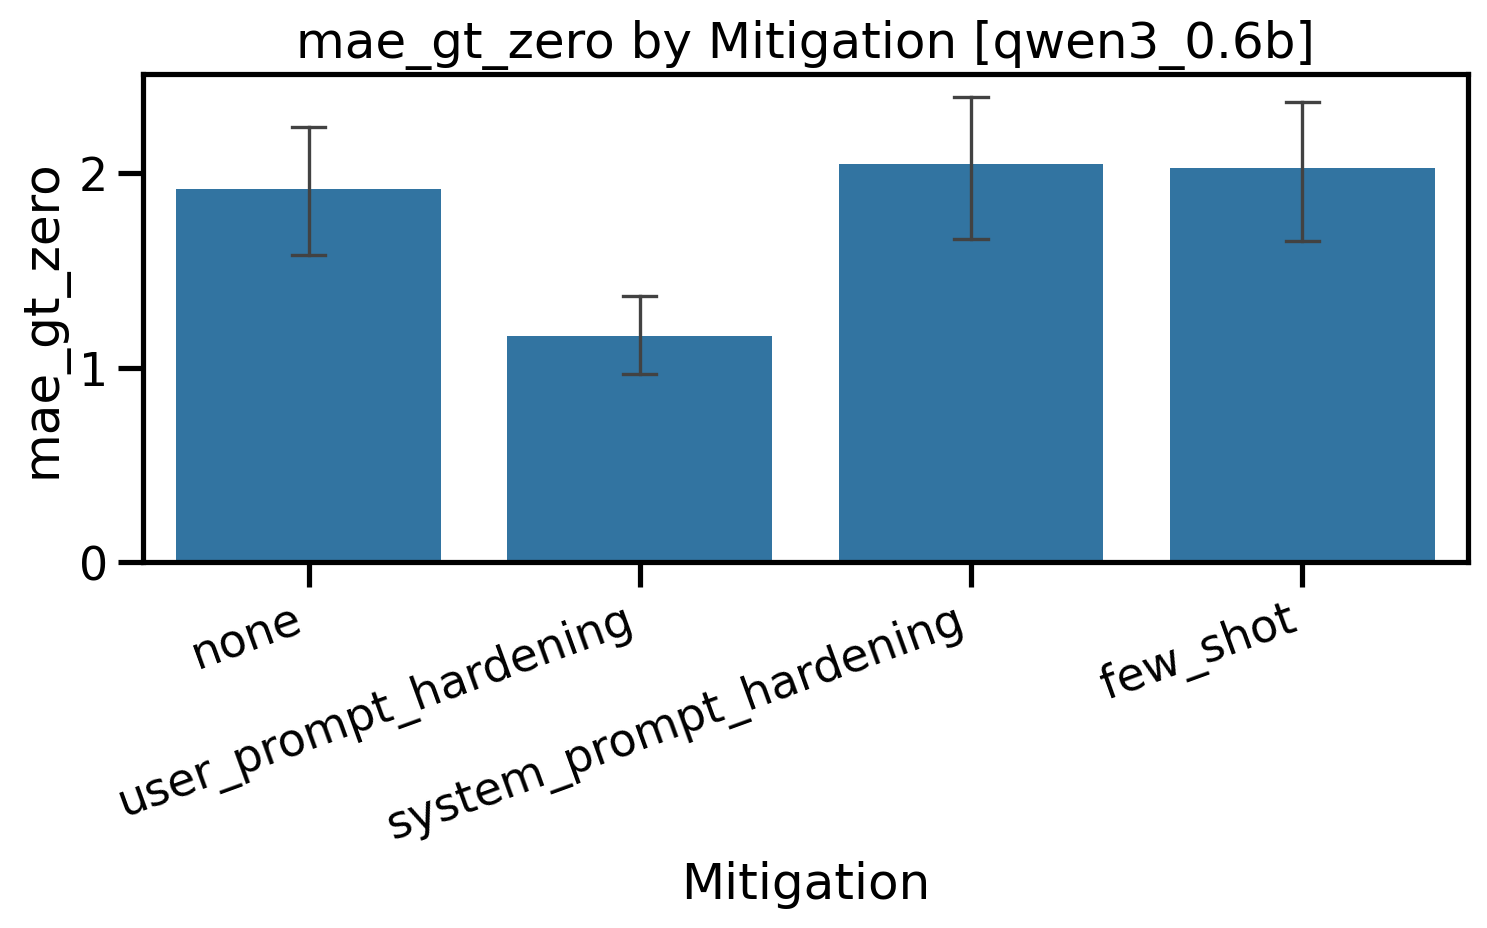 mae_gt_zero by Mitigation [qwen3_0.6b]
mae_gt_zero
2
1
0
none
user_prompt_hardening
system_prompt_hardening
few_shot
Mitigation